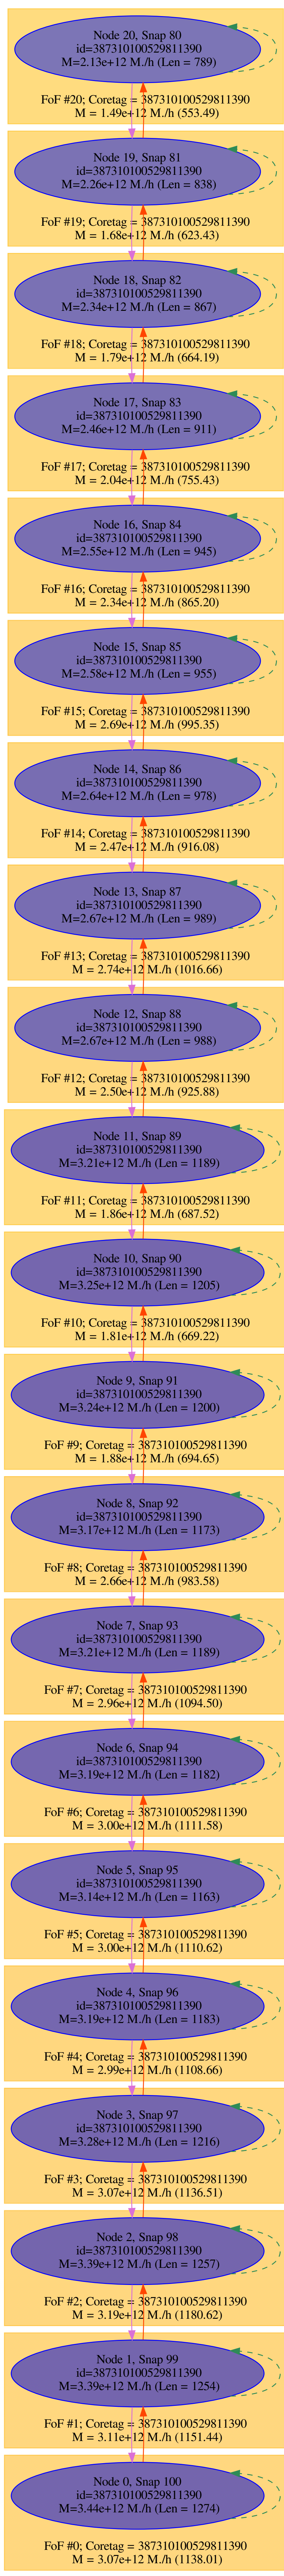 Node 20, Snap 80
id=387310100529811390
M=2.13e+12 M./h (Len = 789)
FoF #20; Coretag = 387310100529811390
M = 1.49e+12 M./h (553.49)
Node 19, Snap 81
id=387310100529811390
M=2.26e+12 M./h (Len = 838)
FoF #19; Coretag = 387310100529811390
M = 1.68e+12 M./h (623.43)
Node 18, Snap 82
id=387310100529811390
M=2.34e+12 M./h (Len = 867)
FoF #18; Coretag = 387310100529811390
M = 1.79e+12 M./h (664.19)
Node 17, Snap 83
id=387310100529811390
M=2.46e+12 M./h (Len = 911)
FoF #17; Coretag = 387310100529811390
M = 2.04e+12 M./h (755.43)
Node 16, Snap 84
id=387310100529811390
M=2.55e+12 M./h (Len = 945)
FoF #16; Coretag = 387310100529811390
M = 2.34e+12 M./h (865.20)
Node 15, Snap 85
id=387310100529811390
M=2.58e+12 M./h (Len = 955)
FoF #15; Coretag = 387310100529811390
M = 2.69e+12 M./h (995.35)
Node 14, Snap 86
id=387310100529811390
M=2.64e+12 M./h (Len = 978)
FoF #14; Coretag = 387310100529811390
M = 2.47e+12 M./h (916.08)
Node 13, Snap 87
id=387310100529811390
M=2.67e+12 M./h (Len = 989)
FoF #13; Coretag = 387310100529811390
M = 2.74e+12 M./h (1016.66)
Node 12, Snap 88
id=387310100529811390
M=2.67e+12 M./h (Len = 988)
FoF #12; Coretag = 387310100529811390
M = 2.50e+12 M./h (925.88)
Node 11, Snap 89
id=387310100529811390
M=3.21e+12 M./h (Len = 1189)
FoF #11; Coretag = 387310100529811390
M = 1.86e+12 M./h (687.52)
Node 10, Snap 90
id=387310100529811390
M=3.25e+12 M./h (Len = 1205)
FoF #10; Coretag = 387310100529811390
M = 1.81e+12 M./h (669.22)
Node 9, Snap 91
id=387310100529811390
M=3.24e+12 M./h (Len = 1200)
FoF #9; Coretag = 387310100529811390
M = 1.88e+12 M./h (694.65)
Node 8, Snap 92
id=387310100529811390
M=3.17e+12 M./h (Len = 1173)
FoF #8; Coretag = 387310100529811390
M = 2.66e+12 M./h (983.58)
Node 7, Snap 93
id=387310100529811390
M=3.21e+12 M./h (Len = 1189)
FoF #7; Coretag = 387310100529811390
M = 2.96e+12 M./h (1094.50)
Node 6, Snap 94
id=387310100529811390
M=3.19e+12 M./h (Len = 1182)
FoF #6; Coretag = 387310100529811390
M = 3.00e+12 M./h (1111.58)
Node 5, Snap 95
id=387310100529811390
M=3.14e+12 M./h (Len = 1163)
FoF #5; Coretag = 387310100529811390
M = 3.00e+12 M./h (1110.62)
Node 4, Snap 96
id=387310100529811390
M=3.19e+12 M./h (Len = 1183)
FoF #4; Coretag = 387310100529811390
M = 2.99e+12 M./h (1108.66)
Node 3, Snap 97
id=387310100529811390
M=3.28e+12 M./h (Len = 1216)
FoF #3; Coretag = 387310100529811390
M = 3.07e+12 M./h (1136.51)
Node 2, Snap 98
id=387310100529811390
M=3.39e+12 M./h (Len = 1257)
FoF #2; Coretag = 387310100529811390
M = 3.19e+12 M./h (1180.62)
Node 1, Snap 99
id=387310100529811390
M=3.39e+12 M./h (Len = 1254)
FoF #1; Coretag = 387310100529811390
M = 3.11e+12 M./h (1151.44)
Node 0, Snap 100
id=387310100529811390
M=3.44e+12 M./h (Len = 1274)
FoF #0; Coretag = 387310100529811390
M = 3.07e+12 M./h (1138.01)